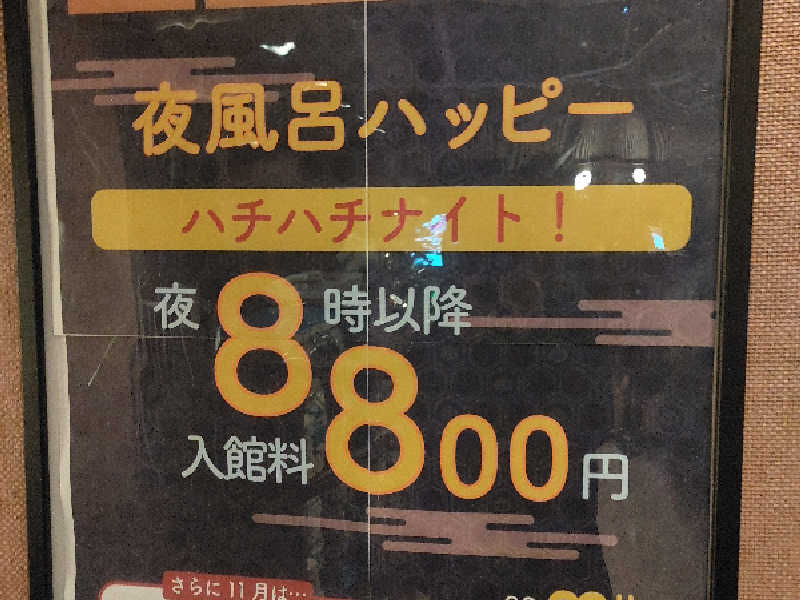 夜風呂ハッピー
ハチハチナイト！
夜8時以降
入館料800円
さらに11月は…